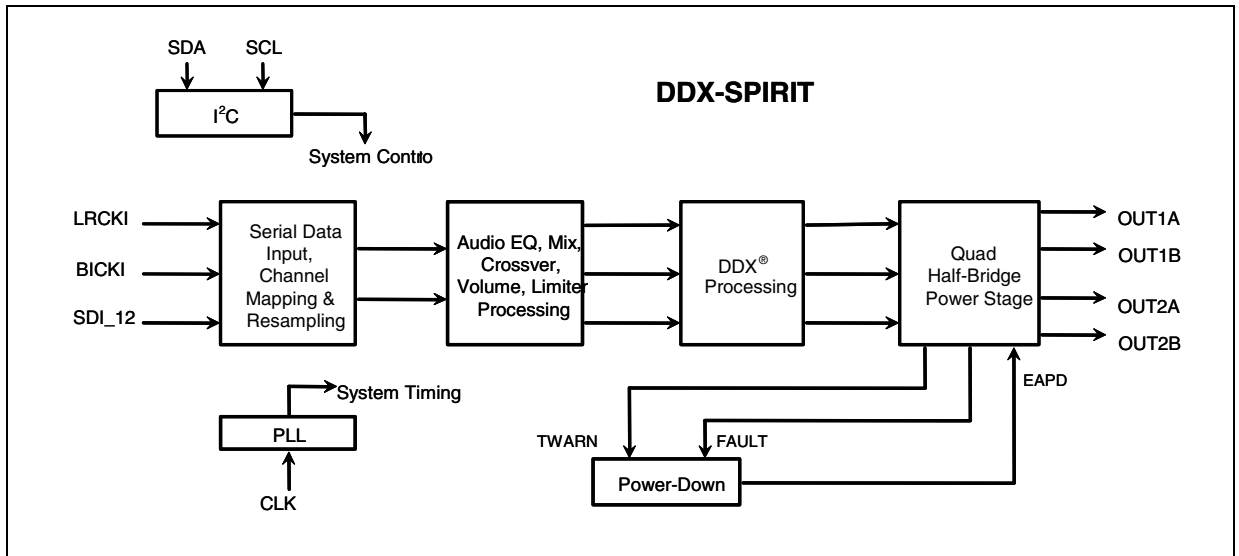 SDA
SCL
DDX-SPIRIT
I²C
System Contro
LRCKI
BICKI
SDI_12
Serial Data
Input,
Channel
Mapping &
Resampling
Audio EQ, Mix,
Crossver,
Volume, Limiter
Processing
DDX®
Processing
Quad
Half-Bridge
Power Stage
OUT1A
OUT1B
OUT2A
OUT2B
EAPD
System Timing
PLL
CLK
TWARN
FAULT
Power-Down